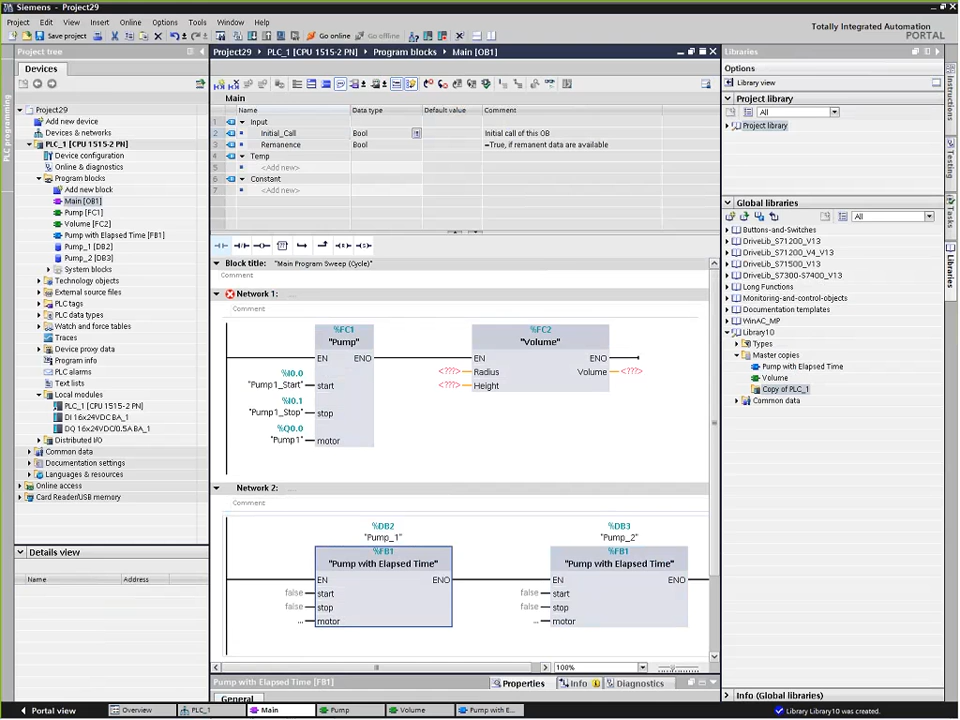 Siemens - Project29
Project Edit View Insert Online Options Tools Window Help
Save project Go online Go offline
Totally Integrated Automation
PORTAL
Project tree
Devices
PLC programming
Project29
Add new device
Devices & networks
PLC_1 [CPU 1515-2 PN]
Device configuration
Online & diagnostics
Program blocks
Add new block
Main [OB1]
Pump [FC1]
Volume [FC2]
Pump with Elapsed Time [FB1]
Pump_1 [DB2]
Pump_2 [DB3]
System blocks
Technology objects
External source files
PLC tags
PLC data types
Watch and force tables
Traces
Device proxy data
Program info
PLC alarms
Text lists
Local modules
PLC_1 [CPU 1515-2 PN]
DI 16x24VDC BA_1
DQ 16x24VDC/0.5A BA_1
Distributed I/O
Common data
Documentation settings
Languages & resources
Online access
Card Reader/USB memory
Details view
Name Address
Project29 PLC_1 [CPU 1515-2 PN] Program blocks Main [OB1]
Main
Name Data type Default value Comment
1 Input
2 Initial_Call Bool Initial call of this OB
3 Remanence Bool =True, if remanent data are available
4 Temp
5 <Add new>
6 Constant
7 <Add new>
Block title: "Main Program Sweep (Cycle)"
Comment
Network 1: ...
Comment
%FC1
"Pump"
EN ENO
%I0.0
"Pump1_Start" start
%I0.1
"Pump1_Stop" stop
%Q0.0
"Pump1" motor
%FC2
"Volume"
EN ENO
<???> Radius Volume <???>
<???> Height
Network 2: ...
Comment
%DB2
"Pump_1"
%FB1
"Pump with Elapsed Time"
EN ENO
false start
false stop
... motor
%DB3
"Pump_2"
%FB1
"Pump with Elapsed Time"
EN ENO
false start
false stop
... motor
100%
Pump with Elapsed Time [FB1]
Properties Info Diagnostics
General
Libraries
Options
Library view
Project library
All
Project library
Global libraries
All
Buttons-and-Switches
DriveLib_S71200_V13
DriveLib_S71200_V4_V13
DriveLib_S71500_V13
DriveLib_S7300-S7400_V13
Long Functions
Monitoring-and-control-objects
Documentation templates
WinAC_MP
Library10
Types
Master copies
Pump with Elapsed Time
Volume
Copy of PLC_1
Common data
Info (Global libraries)
Instructions
Testing
Tasks
Libraries
Portal view Overview PLC_1 Main Pump Volume Pump with E...
Library Library10 was created.